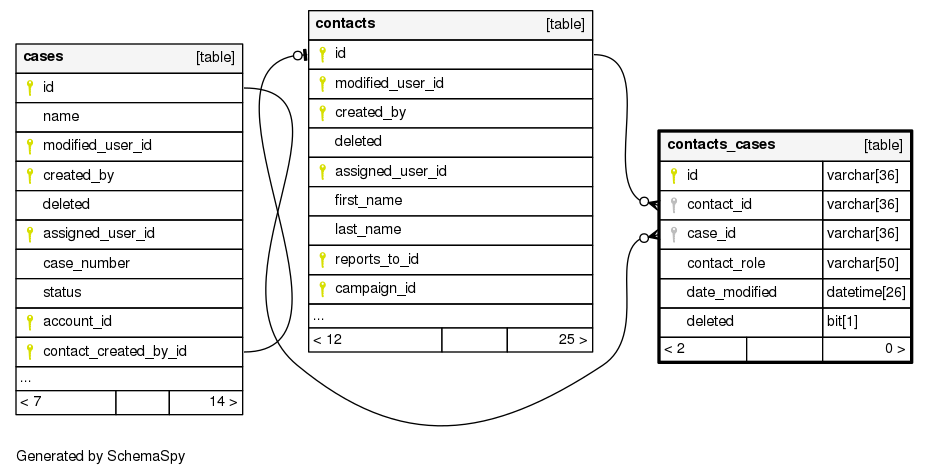 cases [table]
id
name
modified_user_id
created_by
deleted
assigned_user_id
case_number
status
account_id
contact_created_by_id
...
< 7 14 >
contacts [table]
id
modified_user_id
created_by
deleted
assigned_user_id
first_name
last_name
reports_to_id
campaign_id
...
< 12 25 >
contacts_cases [table]
id varchar[36]
contact_id varchar[36]
case_id varchar[36]
contact_role varchar[50]
date_modified datetime[26]
deleted bit[1]
< 2 0 >
Generated by SchemaSpy